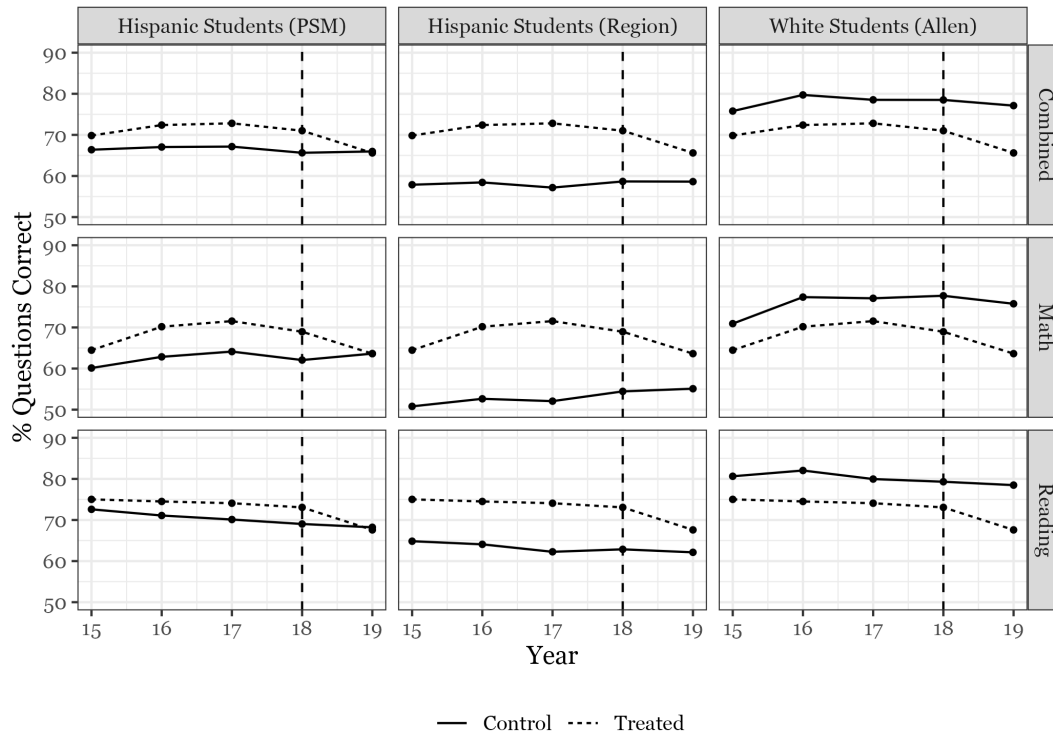 Hispanic Students (PSM) Hispanic Students (Region) White Students (Allen)
90
80
70
60
50
Combined
90
80
70
60
50
Math
90
80
70
60
50
Reading
% Questions Correct
15 16 17 18 19 15 16 17 18 19 15 16 17 18 19
Year
Control Treated